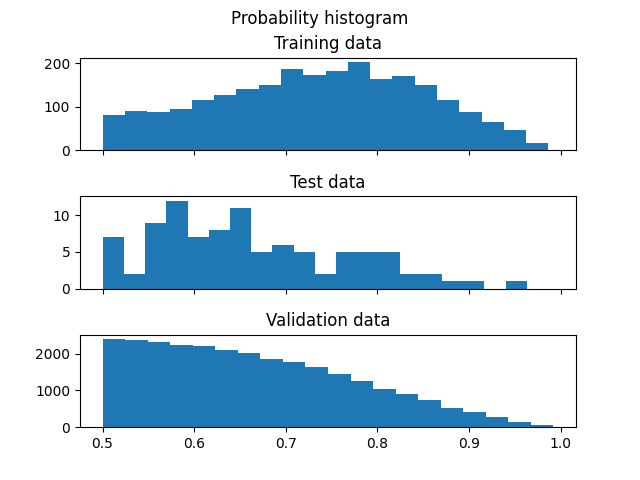 Probability histogram
Training data
200
100
0
Test data
10
5
0
Validation data
2000
1000
0
0.5 0.6 0.7 0.8 0.9 1.0